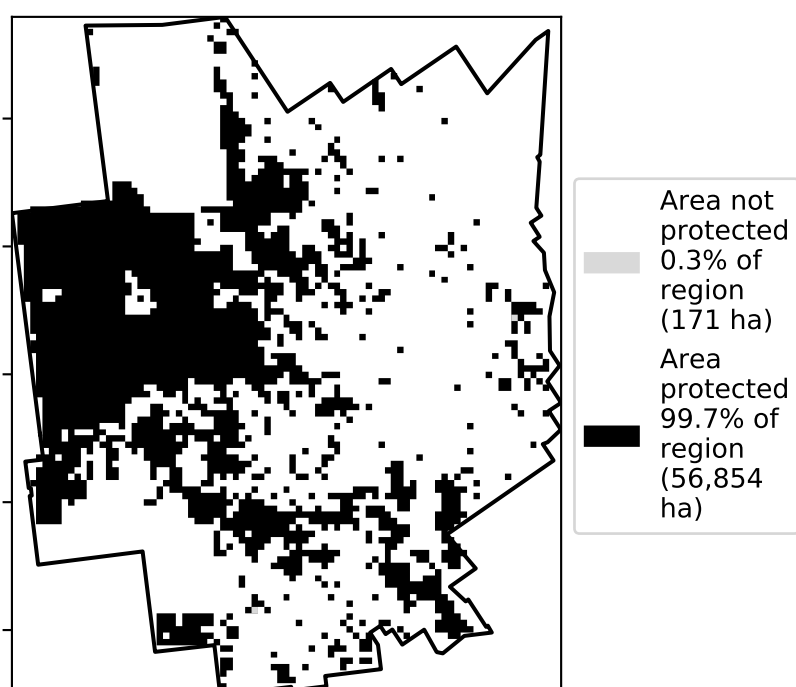 Area not
protected
0.3% of
region
(171 ha)
Area
protected
99.7% of
region
(56,854
ha)